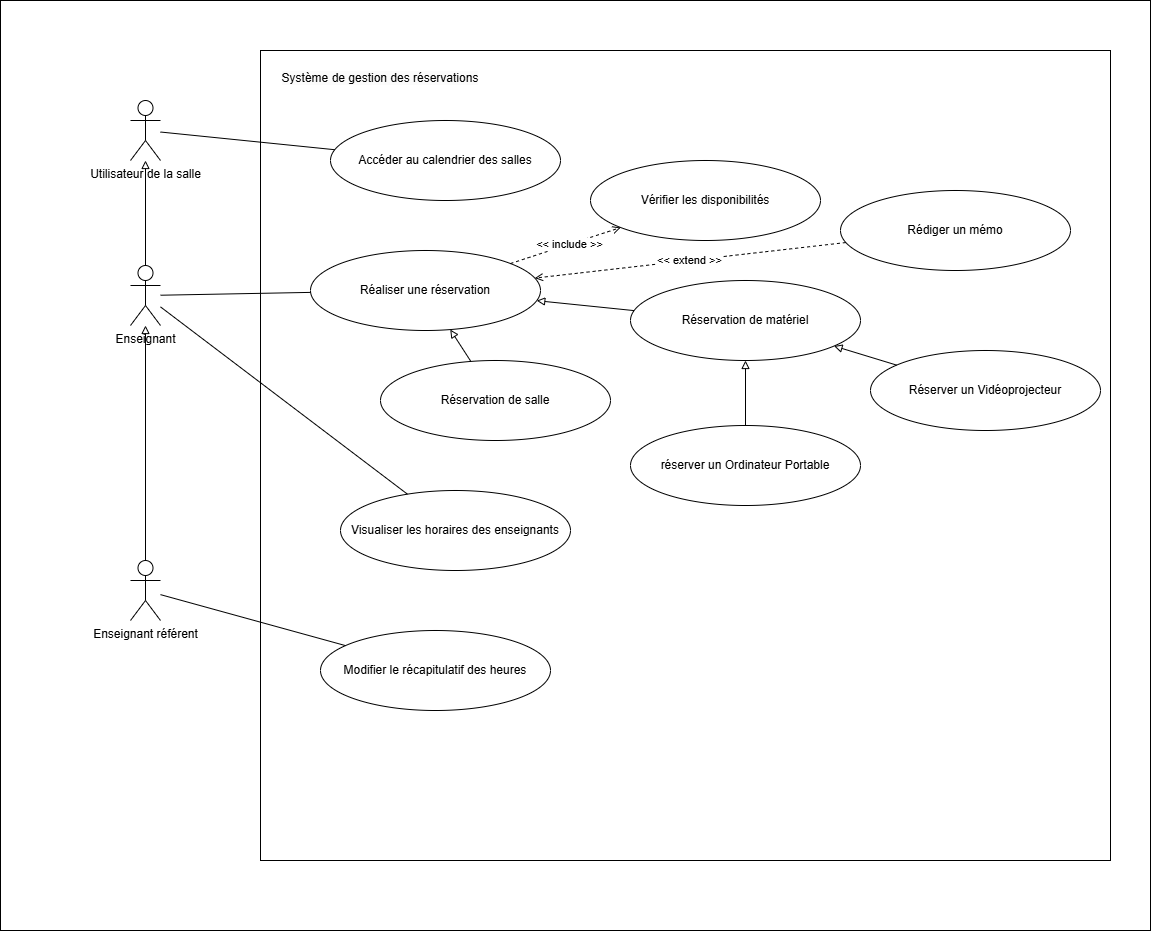 Système de gestion des réservations
Utilisateur de la salle
Accéder au calendrier des salles
Vérifier les disponibilités
Rédiger un mémo
<< include >>
<< extend >>
Réaliser une réservation
Réservation de matériel
Enseignant
Réservation de salle
Réserver un Vidéoprojecteur
réserver un Ordinateur Portable
Visualiser les horaires des enseignants
Enseignant référent
Modifier le récapitulatif des heures